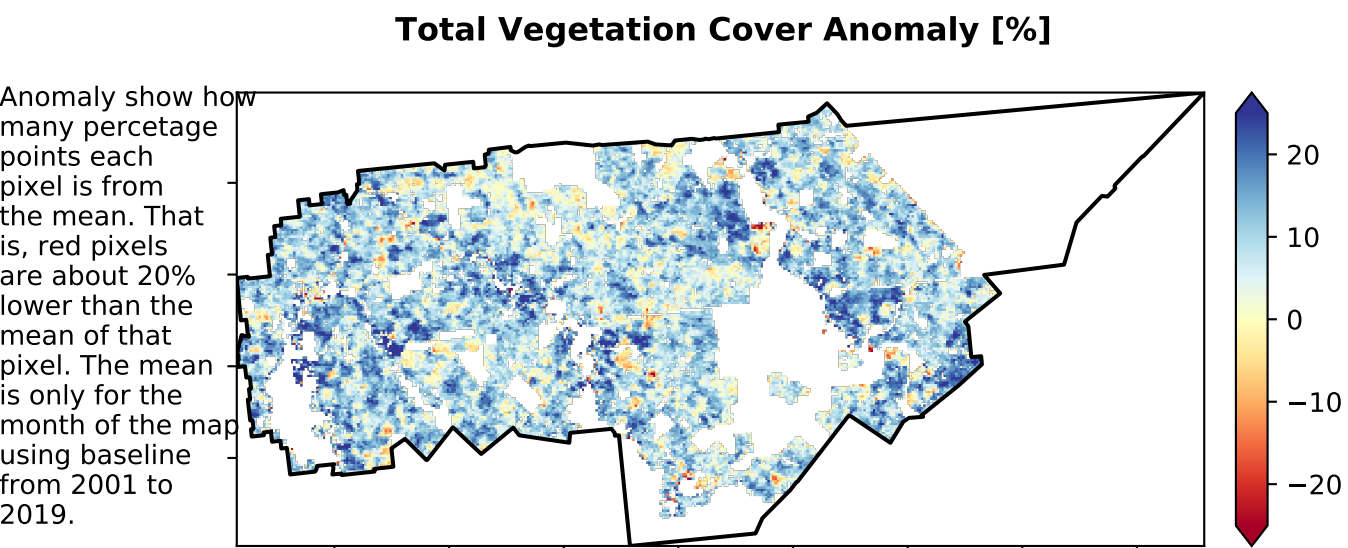 Total Vegetation Cover Anomaly [%]
Anomaly show how
many percetage
points each
pixel is from
the mean. That
is, red pixels
are about 20%
lower than the
mean of that
pixel. The mean
is only for the
month of the map
using baseline
from 2001 to
2019.
20
10
0
−10
−20